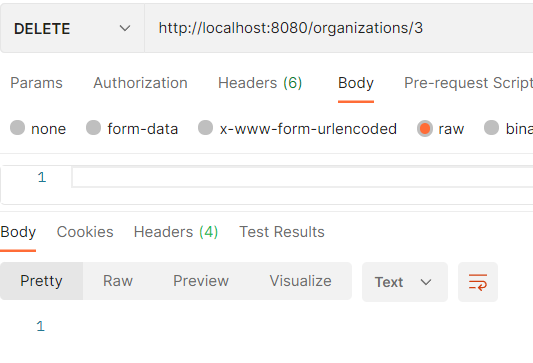 DELETE http://localhost:8080/organizations/3
Params Authorization Headers (6) Body Pre-request Script
none form-data x-www-form-urlencoded raw bina
1
Body Cookies Headers (4) Test Results
Pretty Raw Preview Visualize Text
1